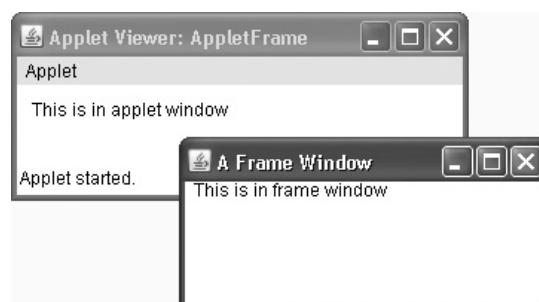 Applet Viewer: AppletFrame
Applet
This is in applet window
Applet started.
A Frame Window
This is in frame window